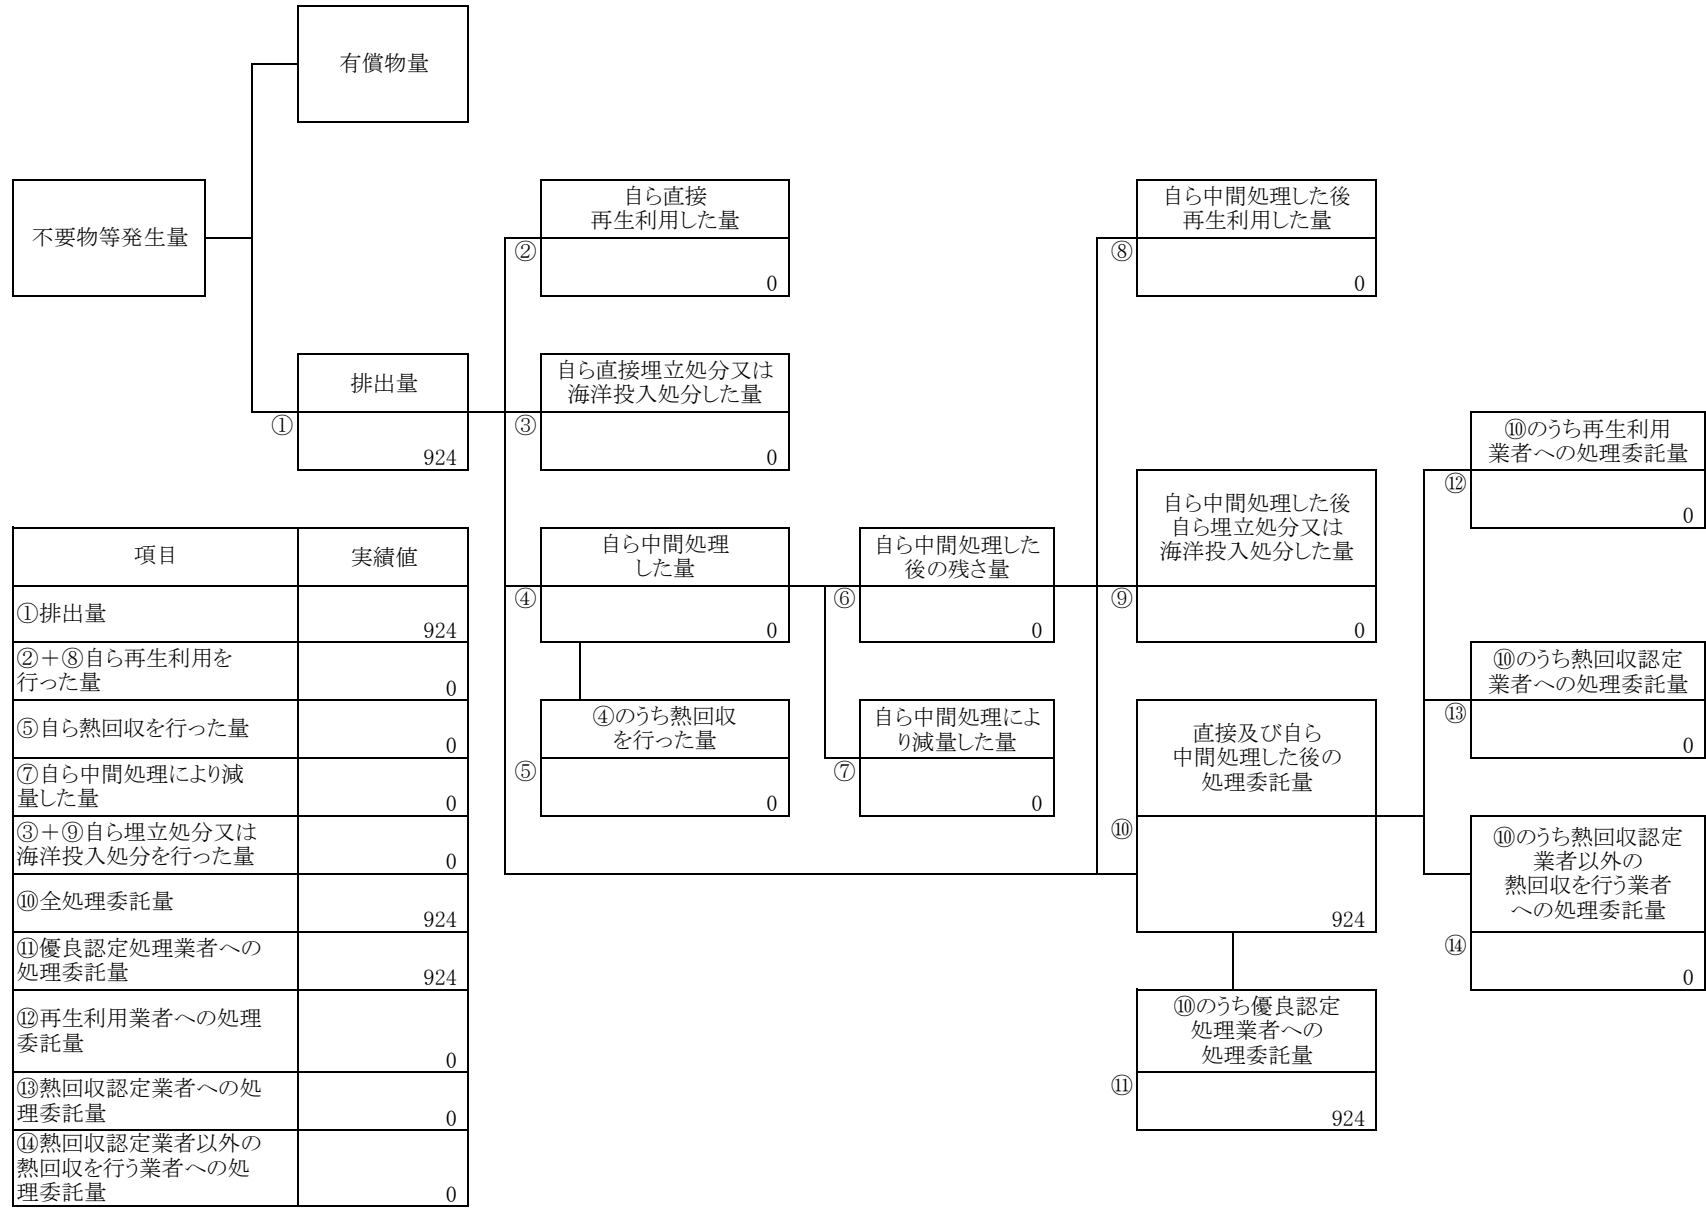 有償物量
不要物等発生量
自ら直接
再生利用した量
②
0
自ら中間処理した後
再生利用した量
⑧
0
排出量
①
924
自ら直接埋立処分又は
海洋投入処分した量
③
0
⑩のうち再生利用
業者への処理委託量
⑫
0
自ら中間処理
した量
④
0
自ら中間処理した
後の残さ量
⑥
0
自ら中間処理した後
自ら埋立処分又は
海洋投入処分した量
⑨
0
⑩のうち熱回収認定
業者への処理委託量
⑬
0
④のうち熱回収
を行った量
⑤
0
自ら中間処理によ
り減量した量
⑦
0
直接及び自ら
中間処理した後の
処理委託量
⑩
924
⑩のうち熱回収認定
業者以外の
熱回収を行う業者
への処理委託量
⑭
0
⑩のうち優良認定
処理業者への
処理委託量
⑪
924
項目 実績値
①排出量
924
②＋⑧自ら再生利用を
行った量
0
⑤自ら熱回収を行った量
0
⑦自ら中間処理により減
量した量
0
③＋⑨自ら埋立処分又は
海洋投入処分を行った量
0
⑩全処理委託量
924
⑪優良認定処理業者への
処理委託量
924
⑫再生利用業者への処理
委託量
0
⑬熱回収認定業者への処
理委託量
0
⑭熱回収認定業者以外の
熱回収を行う業者への処
理委託量
0